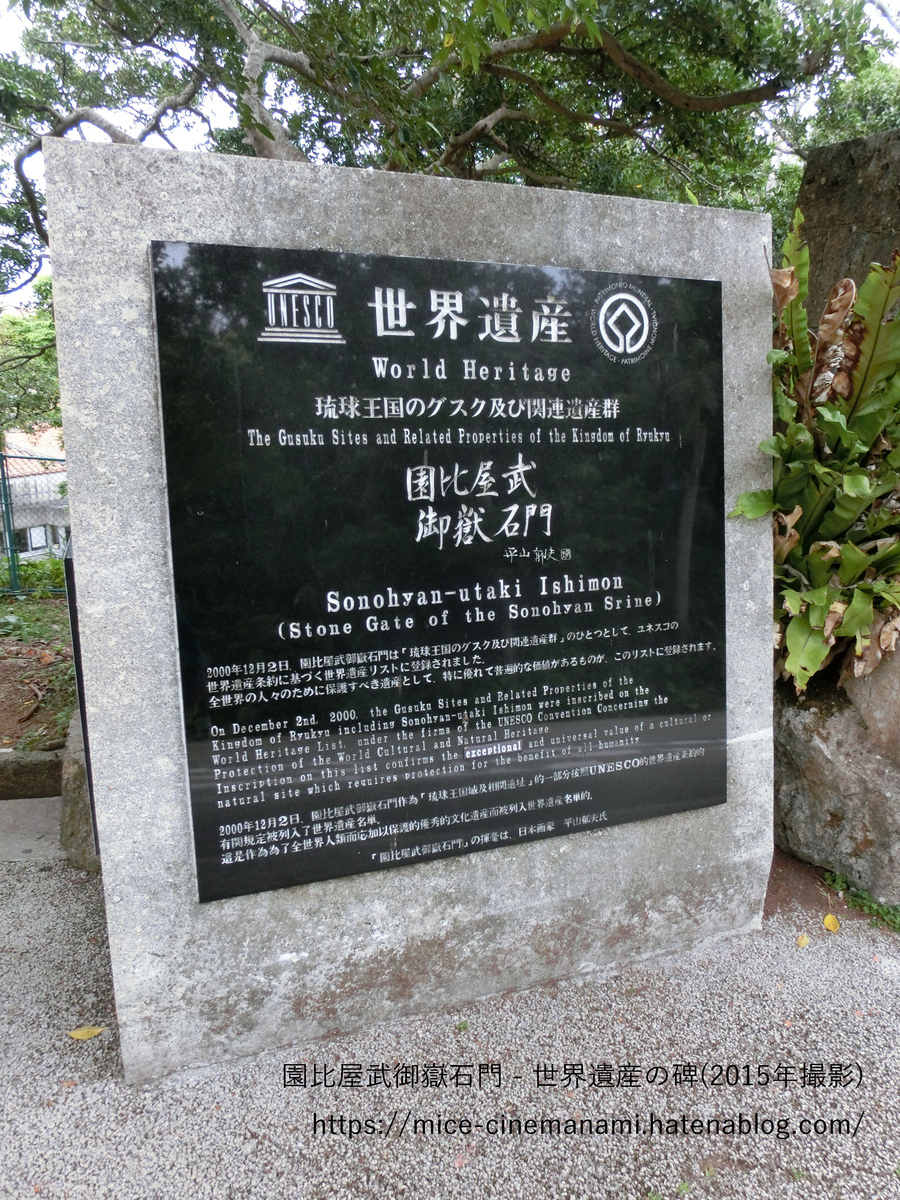 UNESCO
世界遺産
PATRIMONIO MUNDIAL
WORLD HERITAGE
PATRIMOINE MONDIAL
World Heritage
琉球王国のグスク及び関連遺産群
The Gusuku Sites and Related Properties of the Kingdom of Ryukyu
園比屋武
御嶽石門
平山郁夫
Sonohyan-utaki Ishimon
(Stone Gate of the Sonohyan Srine)
2000年12月2日、園比屋武御嶽石門は「琉球王国のグスク及び関連遺産群」のひとつとして、ユネスコの
世界遺産条約に基づく世界遺産リストに登録されました。
全世界の人々のために保護すべき遺産として、特に優れて普遍的な価値があるものが、このリストに登録されます。
On December 2nd, 2000, the Gusuku Sites and Related Properties of the
Kingdom of Ryukyu including Sonohyan-utaki Ishimon were inscribed on the
World Heritage List, under the firms of the UNESCO Convention Concerning the
Protection of the World Cultural and Natural Heritage
Inscription on this list confirms the exceptional and universal value of a cultural or
natural site which requires protection for the benefit of all humanity
2000年12月2日、園比屋武御嶽石門作為「琉球王国城及相関遺址」的一部分按照UNESCO的世界遺産条約的
有関規定被列入了世界遺産名単。
這是作為為了全世界人類而応加以保護的優秀的文化遺産而被列入世界遺産名単的。
「園比屋武御嶽石門」の揮毫は、日本画家 平山郁夫氏
園比屋武御嶽石門 - 世界遺産の碑(2015年撮影)
https://mice-cinemanami.hatenablog.com/